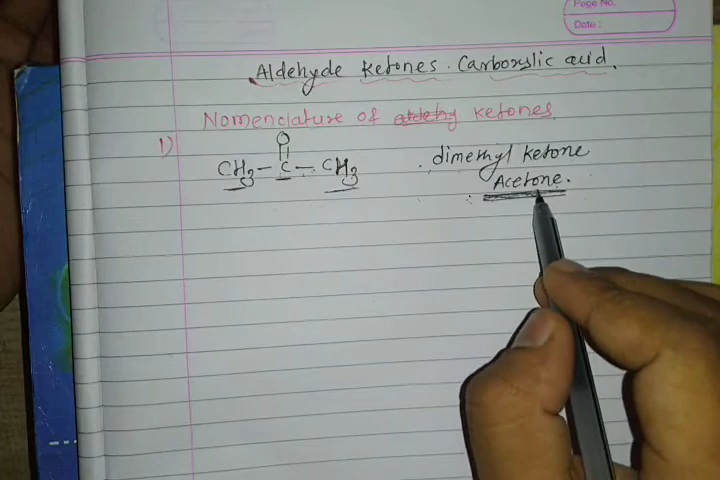 Page No.
Date :
Aldehyde Ketones. Carboxylic acid.
Nomenclature of aldehy ketones
1)
O
CH3 - C - CH3
dimethyl ketone
Acetone.